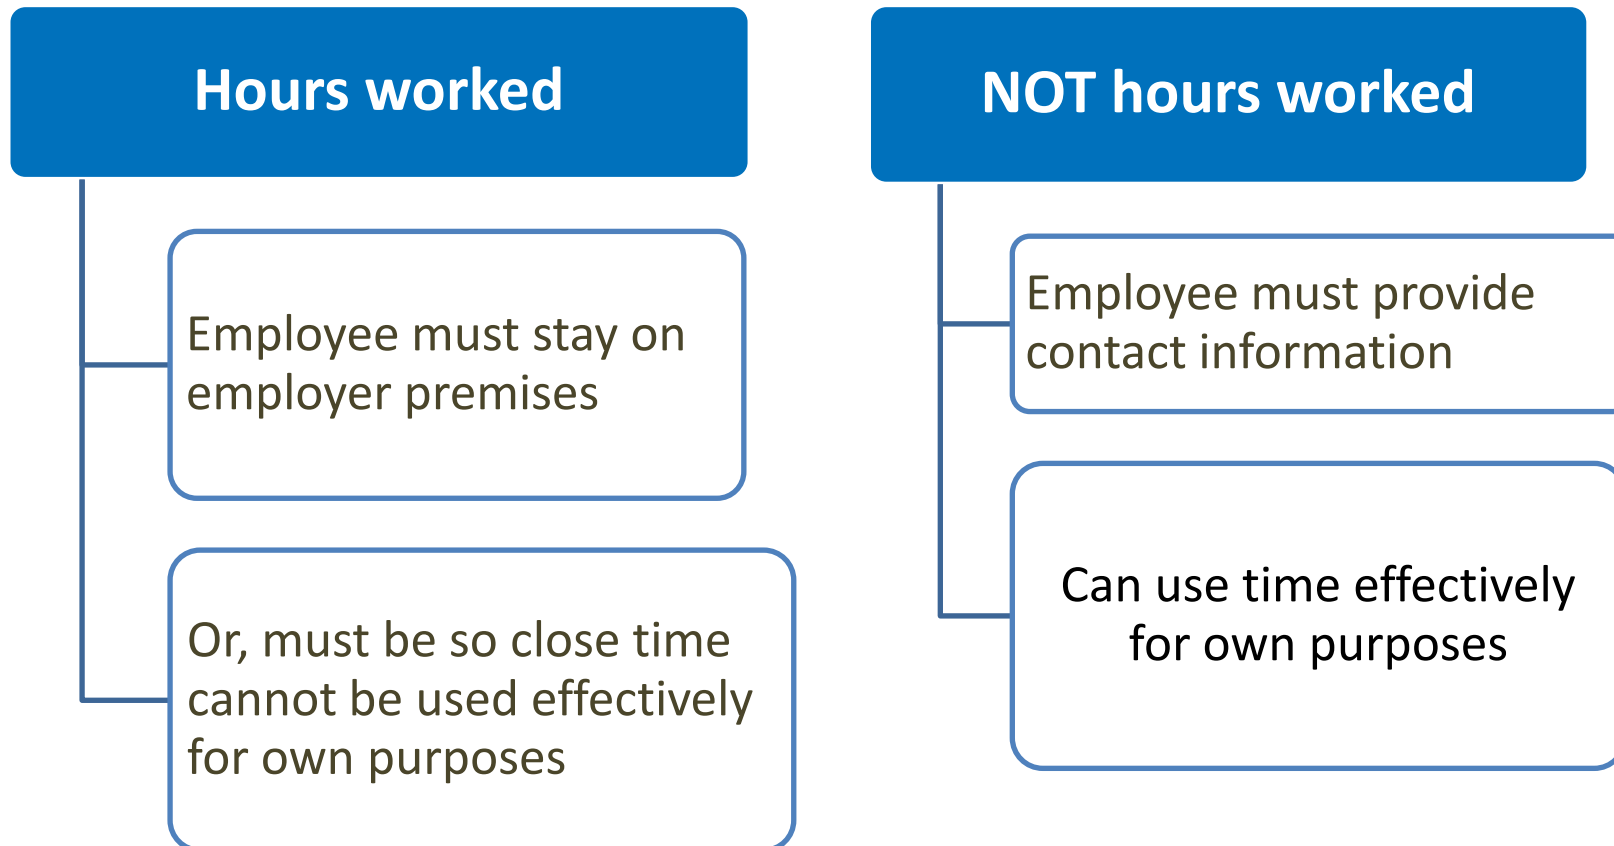 Hours worked
Employee must stay on
employer premises
Or, must be so close time
cannot be used effectively
for own purposes
NOT hours worked
Employee must provide
contact information
Can use time effectively
for own purposes